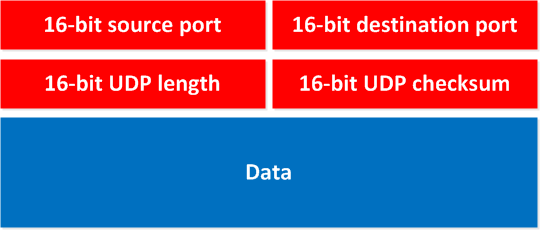 16-bit source port
16-bit destination port
16-bit UDP length
16-bit UDP checksum
Data